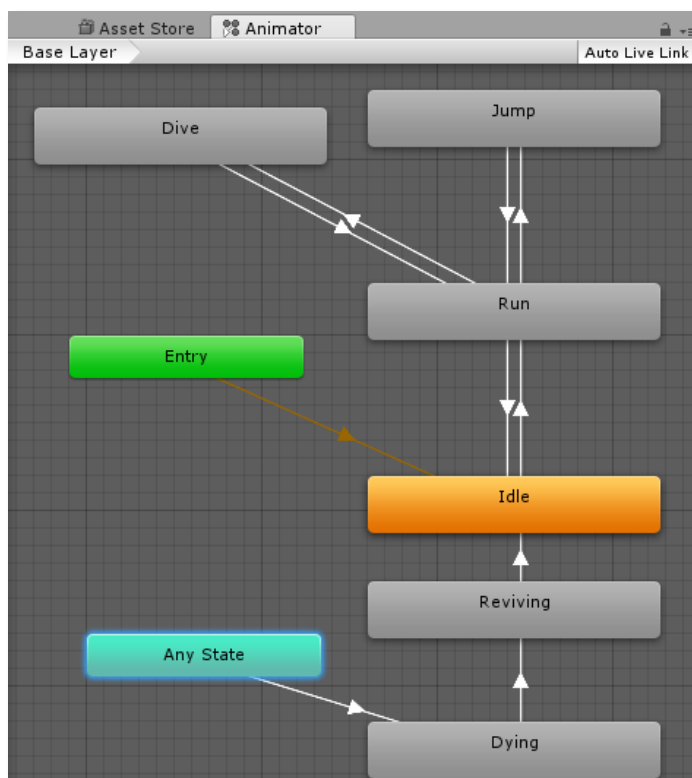 Asset Store
Animator
Base Layer
Auto Live Link
Dive
Jump
Run
Entry
Idle
Reviving
Any State
Dying